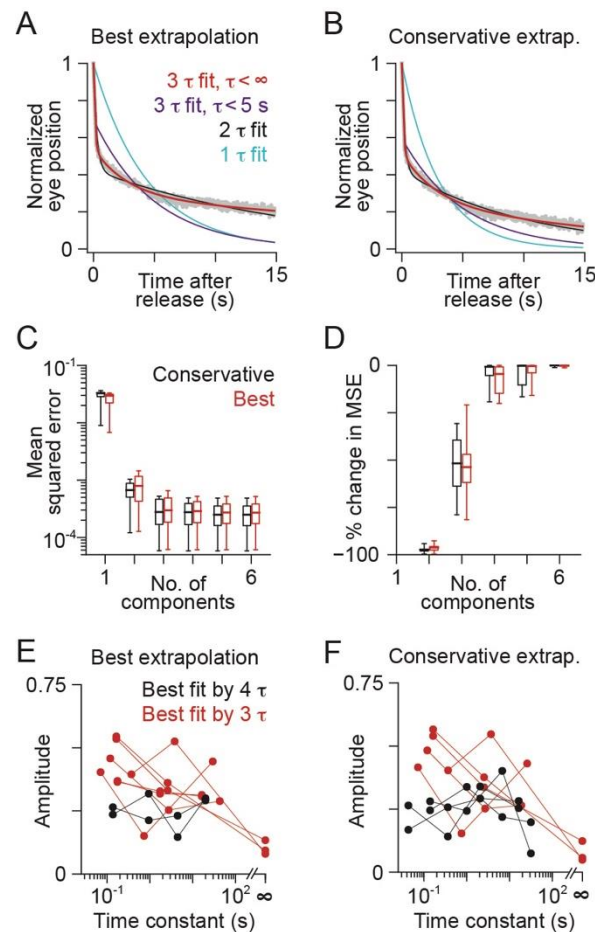 A
Best extrapolation
Normalized
eye position
1
0
3 τ fit, τ < ∞
3 τ fit, τ < 5 s
2 τ fit
1 τ fit
0
15
Time after
release (s)
B
Conservative extrap.
Normalized
eye position
1
0
0
15
Time after
release (s)
C
Mean
squared error
10⁻¹
10⁻⁴
Conservative
Best
1
6
No. of
components
D
% change in MSE
0
−100
1
6
No. of
components
E
Best extrapolation
Amplitude
0.75
0
Best fit by 4 τ
Best fit by 3 τ
10⁻¹
10²
∞
Time constant (s)
F
Conservative extrap.
Amplitude
0.75
0
10⁻¹
10²
∞
Time constant (s)